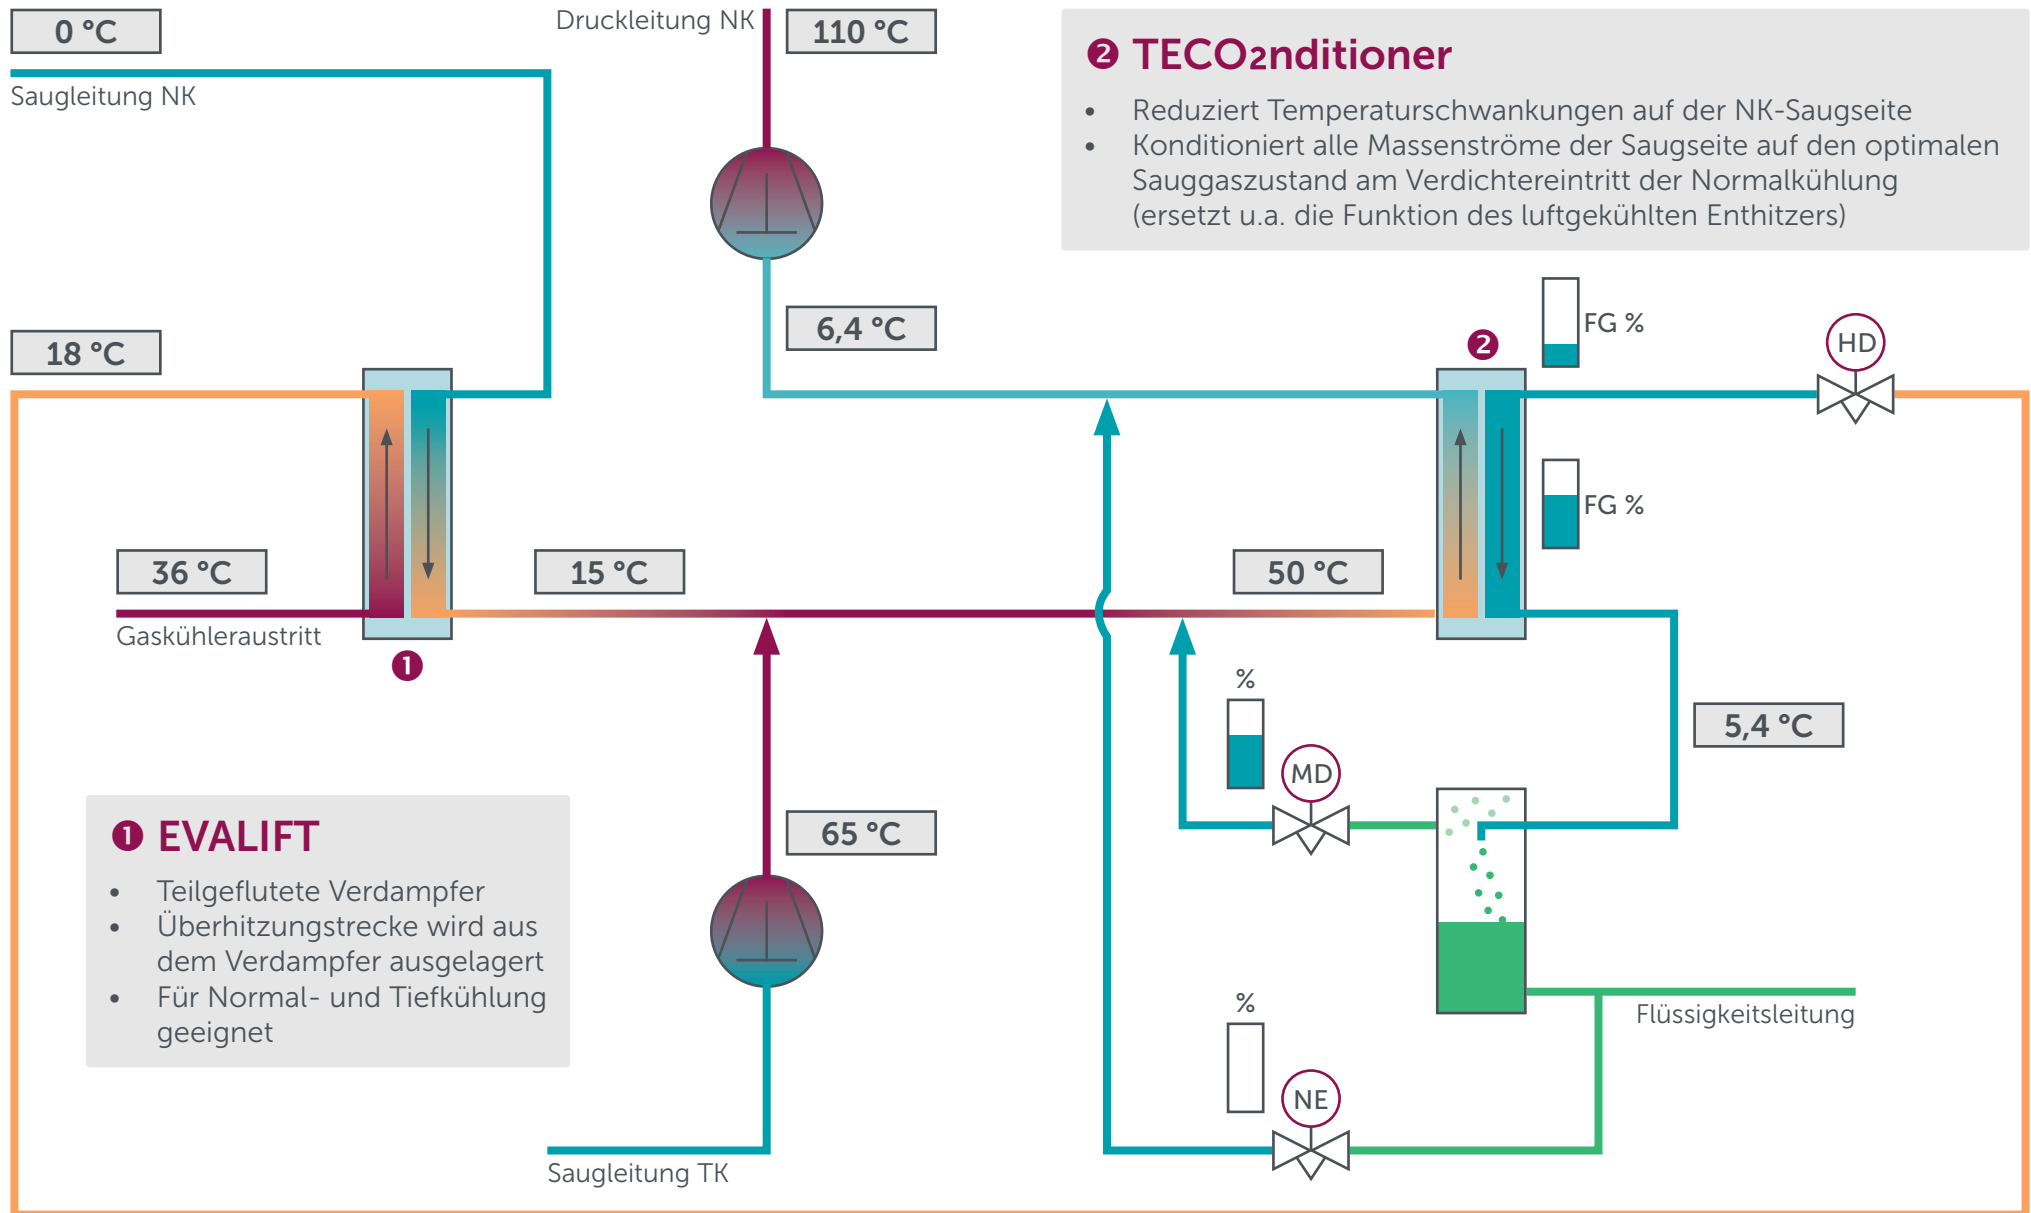 0 °C
Saugleitung NK
Druckleitung NK
110 °C
❷ TECO2nditioner
• Reduziert Temperaturschwankungen auf der NK-Saugseite
• Konditioniert alle Massenströme der Saugseite auf den optimalen
Sauggaszustand am Verdichtereintritt der Normalkühlung
(ersetzt u.a. die Funktion des luftgekühlten Enthitzers)
18 °C
6,4 °C
❷
FG %
HD
FG %
36 °C
Gaskühleraustritt
15 °C
50 °C
❶
%
MD
5,4 °C
❶ EVALIFT
• Teilgeflutete Verdampfer
• Überhitzungstrecke wird aus
dem Verdampfer ausgelagert
• Für Normal- und Tiefkühlung
geeignet
65 °C
%
NE
Flüssigkeitsleitung
Saugleitung TK